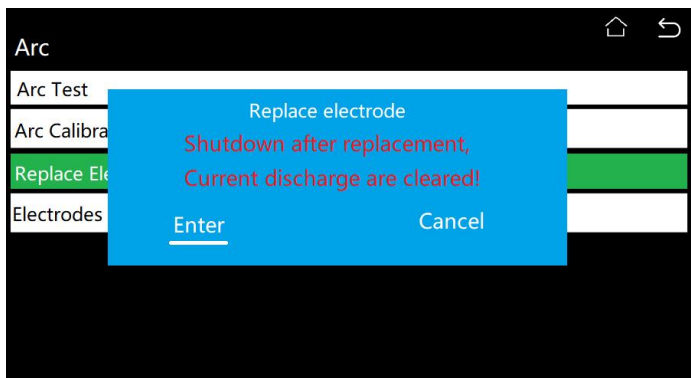 Arc
Arc Test
Arc Calibra
Replace Ele
Electrodes
Replace electrode
Shutdown after replacement,
Current discharge are cleared!
Enter
Cancel